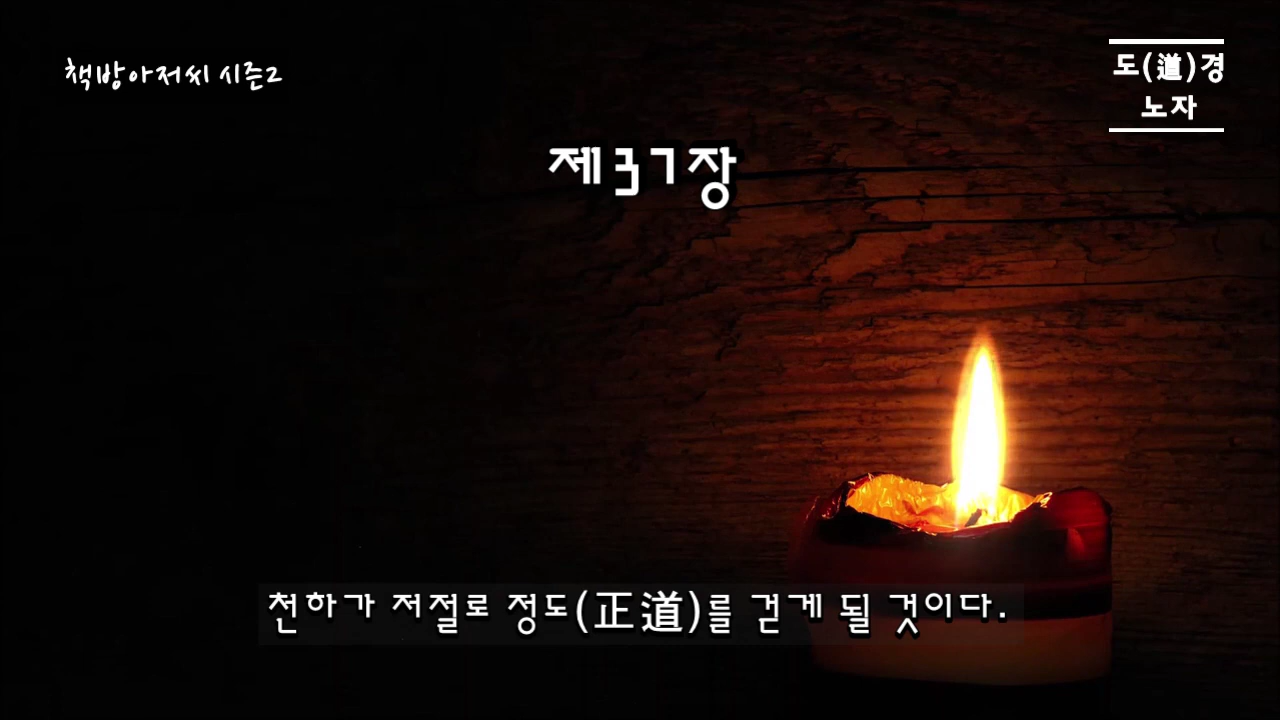 책방아저씨 시즌2
도(道)경
노자
제37장
천하가 저절로 정도(正道)를 걷게 될 것이다.